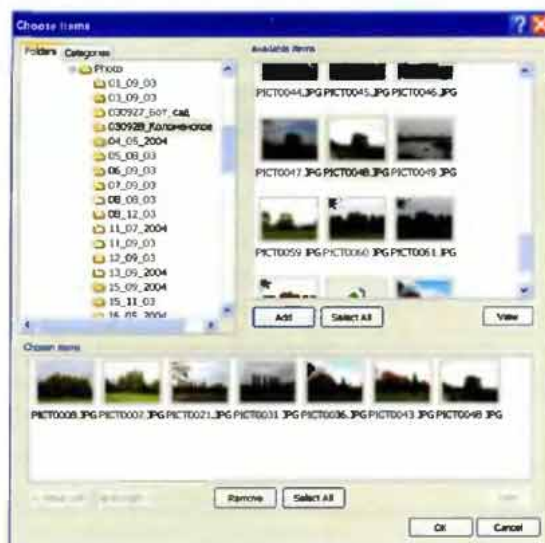 Choose Items
Folders Categories
Photo
01_09_03
03_09_03
030927_Бот_сад
030928_Коломенское
04_05_2004
05_08_03
06_09_03
07_09_03
08_08_03
08_12_03
11_07_2004
11_09_03
12_09_03
13_09_2004
15_09_2004
15_11_03
16_05_2004
Available items
PICT0044.JPG PICT0045.JPG PICT0046.JPG
PICT0047.JPG PICT0048.JPG PICT0049.JPG
PICT0059.JPG PICT0060.JPG PICT0061.JPG
Add Select All View
Chosen items
PICT0008.JPG PICT0007.JPG PICT0021.JPG PICT0031.JPG PICT0036.JPG PICT0043.JPG PICT0048.JPG
Remove Select All
OK Cancel